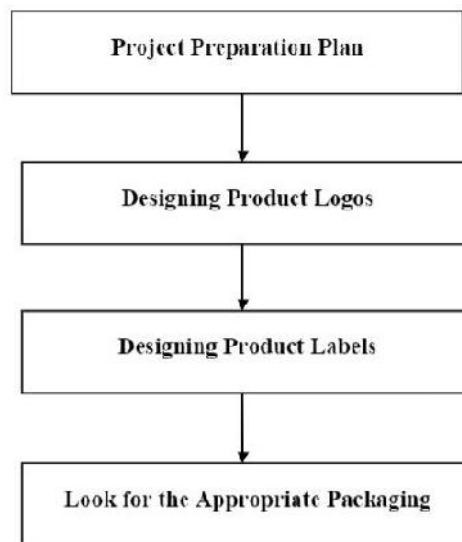 Project Preparation Plan
Designing Product Logos
Designing Product Labels
Look for the Appropriate Packaging